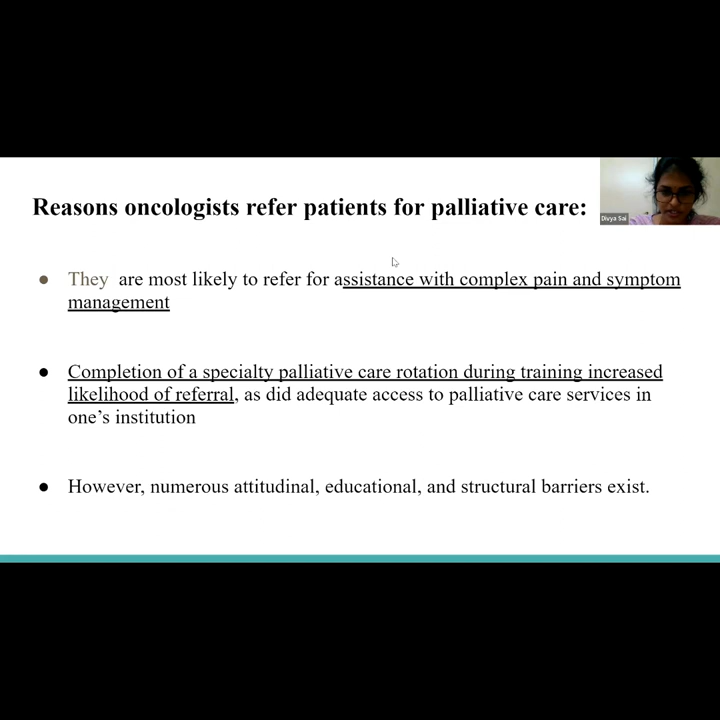 Reasons oncologists refer patients for palliative care:
Divya Sai
● They are most likely to refer for assistance with complex pain and symptom
management
● Completion of a specialty palliative care rotation during training increased
likelihood of referral, as did adequate access to palliative care services in
one’s institution
● However, numerous attitudinal, educational, and structural barriers exist.